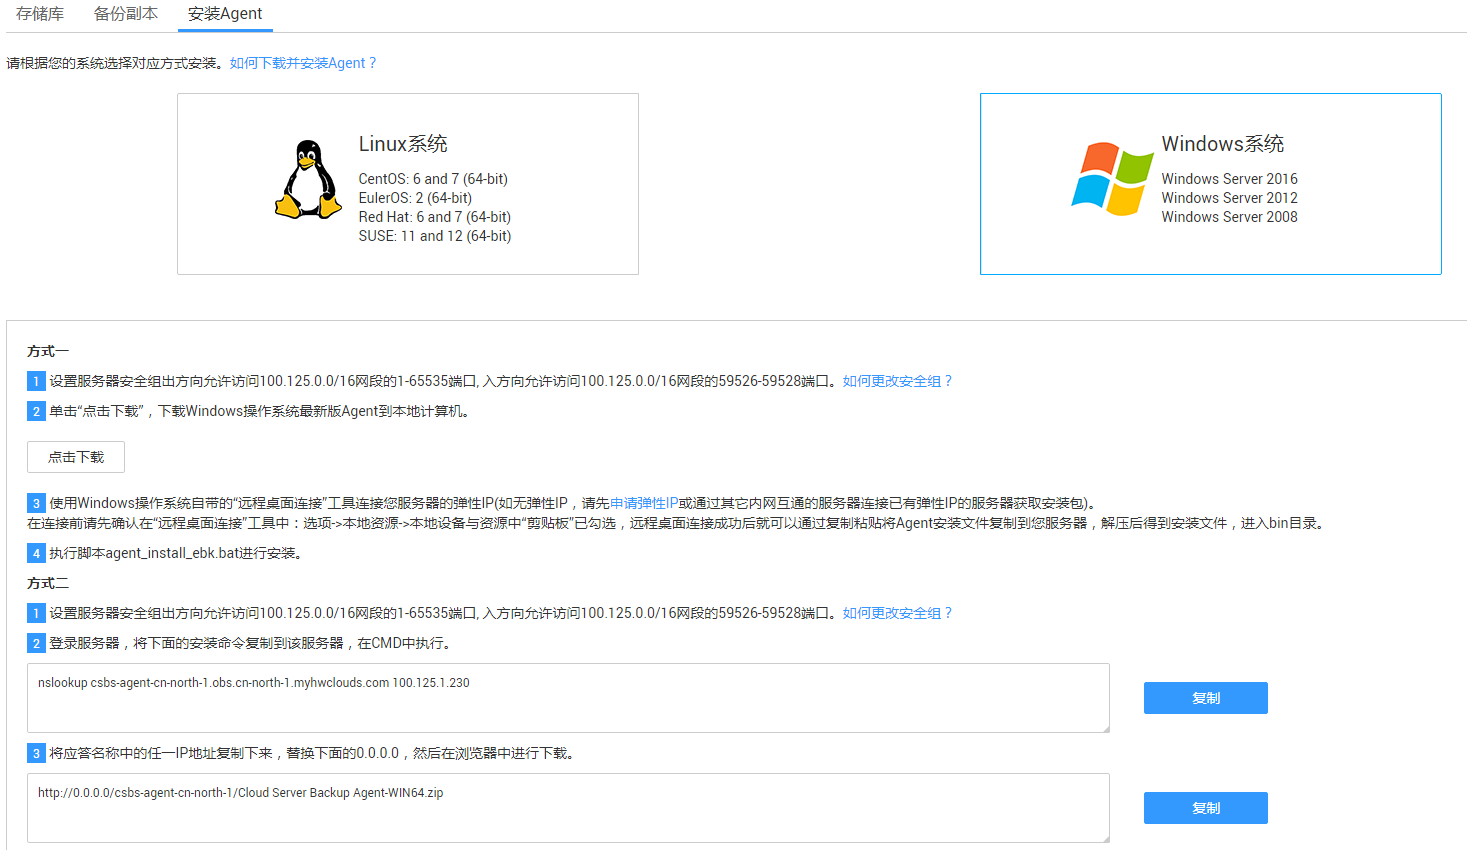 存储库 备份副本 安装Agent
请根据您的系统选择对应方式安装。如何下载并安装Agent？
Linux系统
CentOS: 6 and 7 (64-bit)
EulerOS: 2 (64-bit)
Red Hat: 6 and 7 (64-bit)
SUSE: 11 and 12 (64-bit)
Windows系统
Windows Server 2016
Windows Server 2012
Windows Server 2008
方式一
1 设置服务器安全组出方向允许访问100.125.0.0/16网段的1-65535端口, 入方向允许访问100.125.0.0/16网段的59526-59528端口。如何更改安全组？
2 单击“点击下载”，下载Windows操作系统最新版Agent到本地计算机。
点击下载
3 使用Windows操作系统自带的“远程桌面连接”工具连接您服务器的弹性IP(如无弹性IP，请先申请弹性IP或通过其它内网互通的服务器连接已有弹性IP的服务器获取安装包)。
在连接前请先确认在“远程桌面连接”工具中：选项->本地资源->本地设备与资源中“剪贴板”已勾选，远程桌面连接成功后就可以通过复制粘贴将Agent安装文件复制到您服务器，解压后得到安装文件，进入bin目录。
4 执行脚本agent_install_ebk.bat进行安装。
方式二
1 设置服务器安全组出方向允许访问100.125.0.0/16网段的1-65535端口, 入方向允许访问100.125.0.0/16网段的59526-59528端口。如何更改安全组？
2 登录服务器，将下面的安装命令复制到该服务器，在CMD中执行。
nslookup csbs-agent-cn-north-1.obs.cn-north-1.myhwclouds.com 100.125.1.230
复制
3 将应答名称中的任一IP地址复制下来，替换下面的0.0.0.0，然后在浏览器中进行下载。
http://0.0.0.0/csbs-agent-cn-north-1/Cloud Server Backup Agent-WIN64.zip
复制